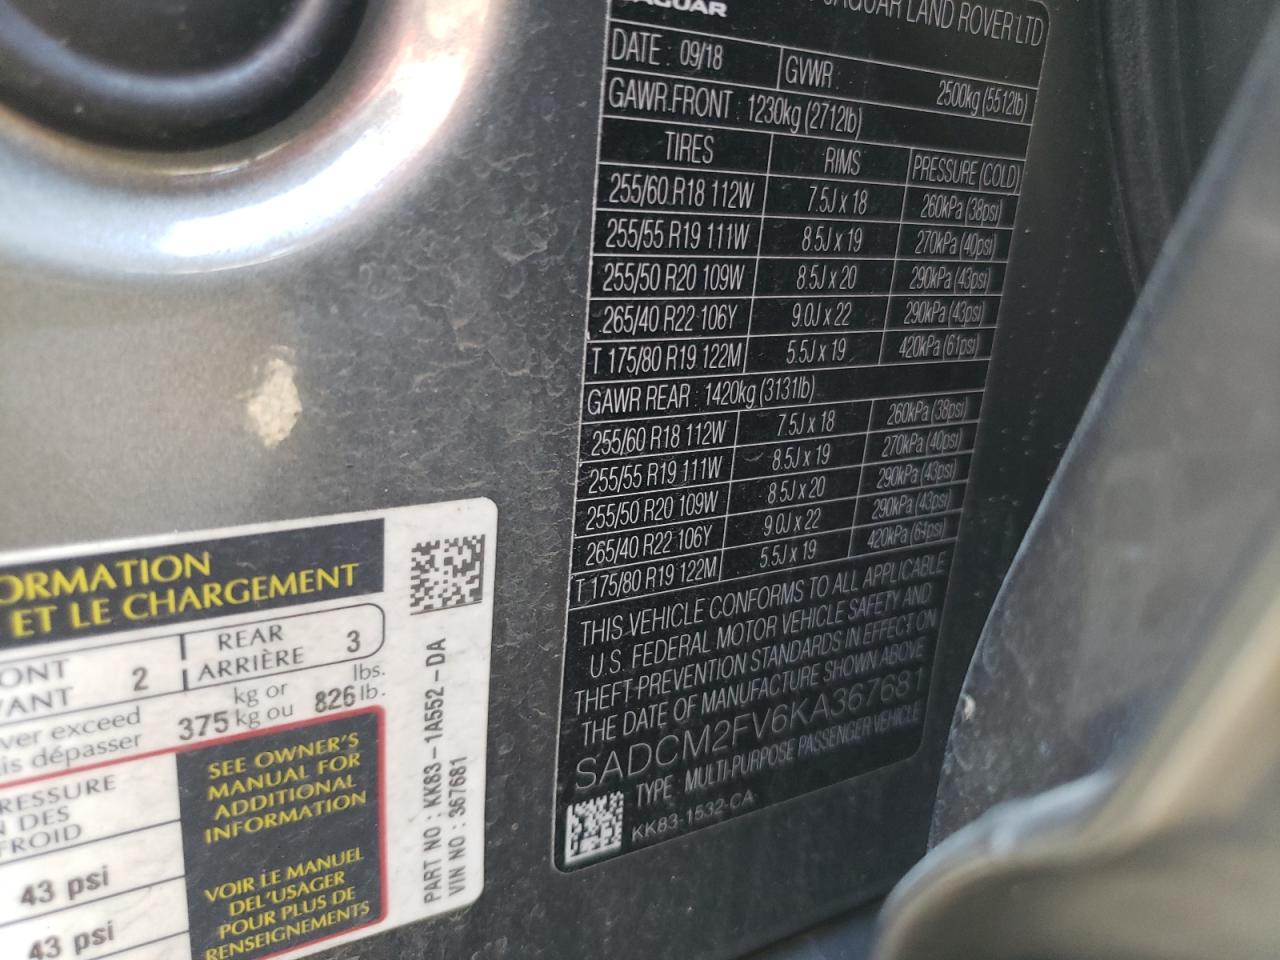 JAGUAR LAND ROVER LTD
DATE : 09/18 GVWR : 2500kg (5512lb)
GAWR FRONT : 1230kg (2712lb)
TIRES RIMS PRESSURE (COLD)
255/60 R18 112W 7.5J x 18 260kPa (38psi)
255/55 R19 111W 8.5J x 19 270kPa (40psi)
255/50 R20 109W 8.5J x 20 290kPa (43psi)
265/40 R22 106Y 9.0J x 22 290kPa (43psi)
T 175/80 R19 122M 5.5J x 19 420kPa (61psi)
GAWR REAR : 1420kg (3131lb)
255/60 R18 112W 7.5J x 18 260kPa (38psi)
255/55 R19 111W 8.5J x 19 270kPa (40psi)
255/50 R20 109W 8.5J x 20 290kPa (43psi)
265/40 R22 106Y 9.0J x 22 290kPa (43psi)
T 175/80 R19 122M 5.5J x 19 420kPa (61psi)
THIS VEHICLE CONFORMS TO ALL APPLICABLE
U.S. FEDERAL MOTOR VEHICLE SAFETY AND
THEFT PREVENTION STANDARDS IN EFFECT ON
THE DATE OF MANUFACTURE SHOWN ABOVE
SADCM2FV6KA367681
TYPE : MULTI-PURPOSE PASSENGER VEHICLE
KK83-1532-CA
ORMATION
ET LE CHARGEMENT
ONT 2 REAR 3
VANT ARRIÈRE
ver exceed 375 kg or 826 lbs.
is dépasser kg ou lb.
RESSURE
N DES
FROID
43 psi
43 psi
SEE OWNER'S
MANUAL FOR
ADDITIONAL
INFORMATION
VOIR LE MANUEL
DEL'USAGER
POUR PLUS DE
RENSEIGNEMENTS
PART NO : KK83-1A552-DA
VIN NO : 367681